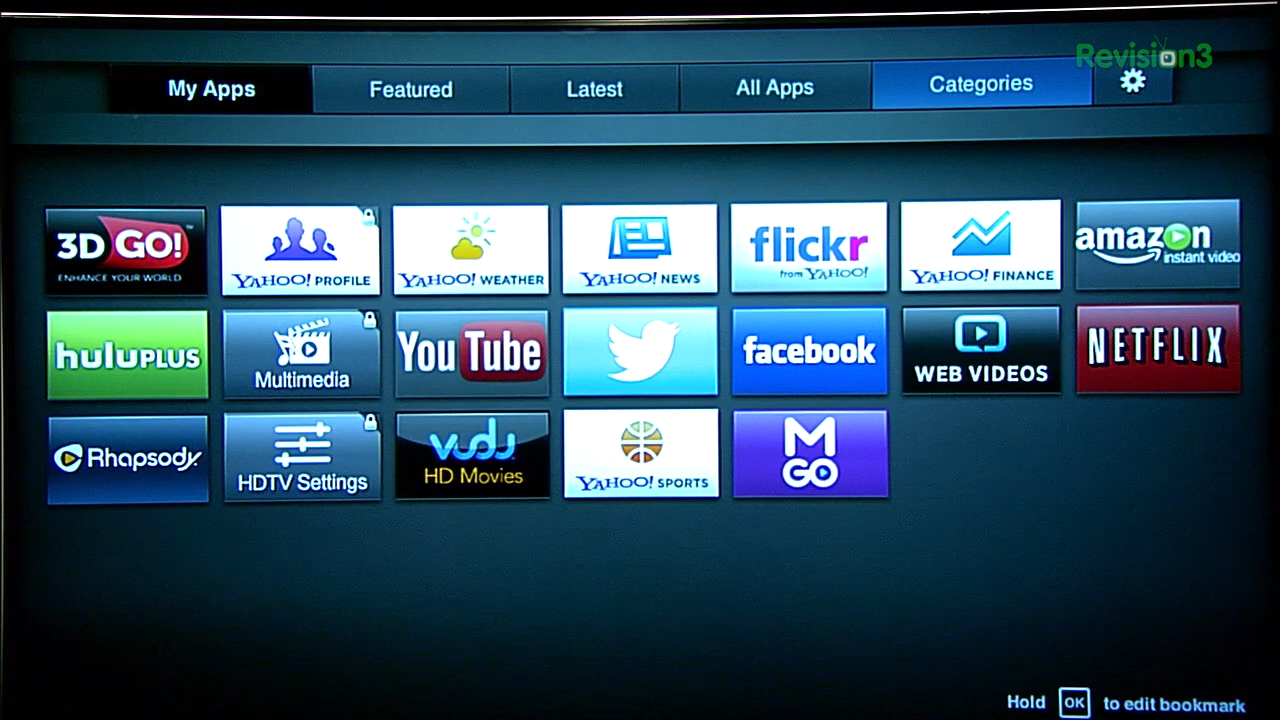 Revision3
My Apps
Featured
Latest
All Apps
Categories
3D GO!™
ENHANCE YOUR WORLD
YAHOO! PROFILE
YAHOO! WEATHER
YAHOO! NEWS
flickr
from YAHOO!
YAHOO! FINANCE
amazon
instant video
huluPLUS
Multimedia
YouTube
facebook
WEB VIDEOS
NETFLIX
Rhapsody
HDTV Settings
vudu
HD Movies
YAHOO! SPORTS
M
GO
Hold OK to edit bookmark